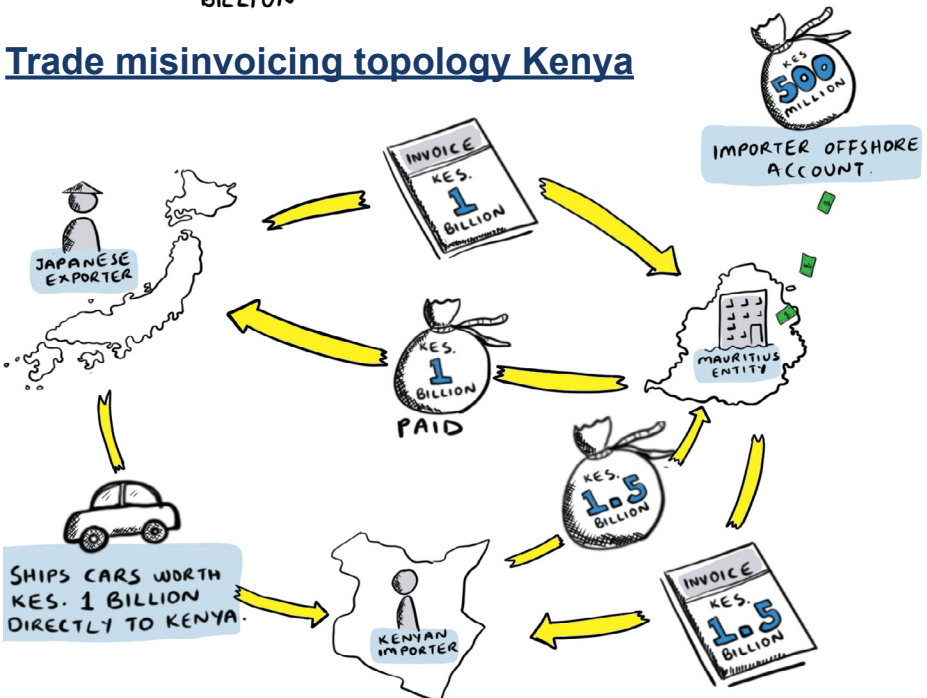 BILLION
Trade misinvoicing topology Kenya
KES
500
MILLION
IMPORTER OFFSHORE
ACCOUNT.
INVOICE
KES.
1
BILLION
JAPANESE
EXPORTER
MAURITIUS
ENTITY
KES.
1
BILLION
PAID
KES.
1.5
BILLION
SHIPS CARS WORTH
KES. 1 BILLION
DIRECTLY TO KENYA.
KENYAN
IMPORTER
INVOICE
KES.
1.5
BILLION